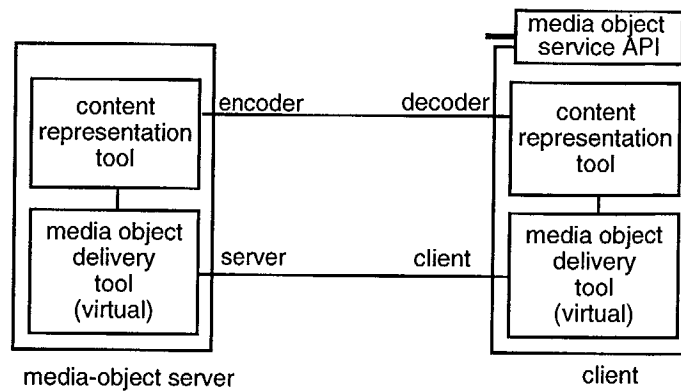 media object
service API
content
representation
tool
encoder
decoder
content
representation
tool
media object
delivery
tool
(virtual)
server
client
media object
delivery
tool
(virtual)
media-object server
client